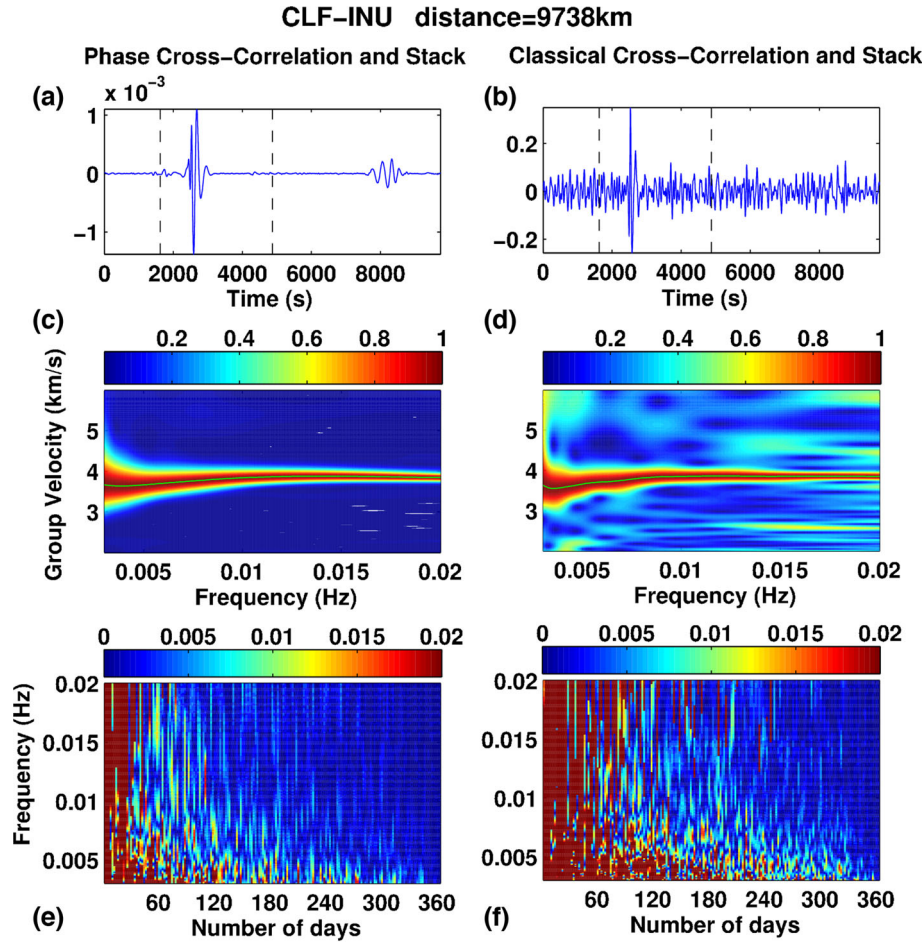 CLF-INU distance=9738km
Phase Cross-Correlation and Stack
Classical Cross-Correlation and Stack
(a)
x 10⁻³
1
0
−1
0 2000 4000 6000 8000
Time (s)
(b)
0.2
0
−0.2
0 2000 4000 6000 8000
Time (s)
(c)
0.2 0.4 0.6 0.8 1
Group Velocity (km/s)
5
4
3
0.005 0.01 0.015 0.02
Frequency (Hz)
(d)
0.2 0.4 0.6 0.8 1
5
4
3
0.005 0.01 0.015 0.02
Frequency (Hz)
0 0.005 0.01 0.015 0.02
Frequency (Hz)
0.02
0.015
0.01
0.005
60 120 180 240 300 360
(e)
Number of days
0 0.005 0.01 0.015 0.02
0.02
0.015
0.01
0.005
60 120 180 240 300 360
(f)
Number of days